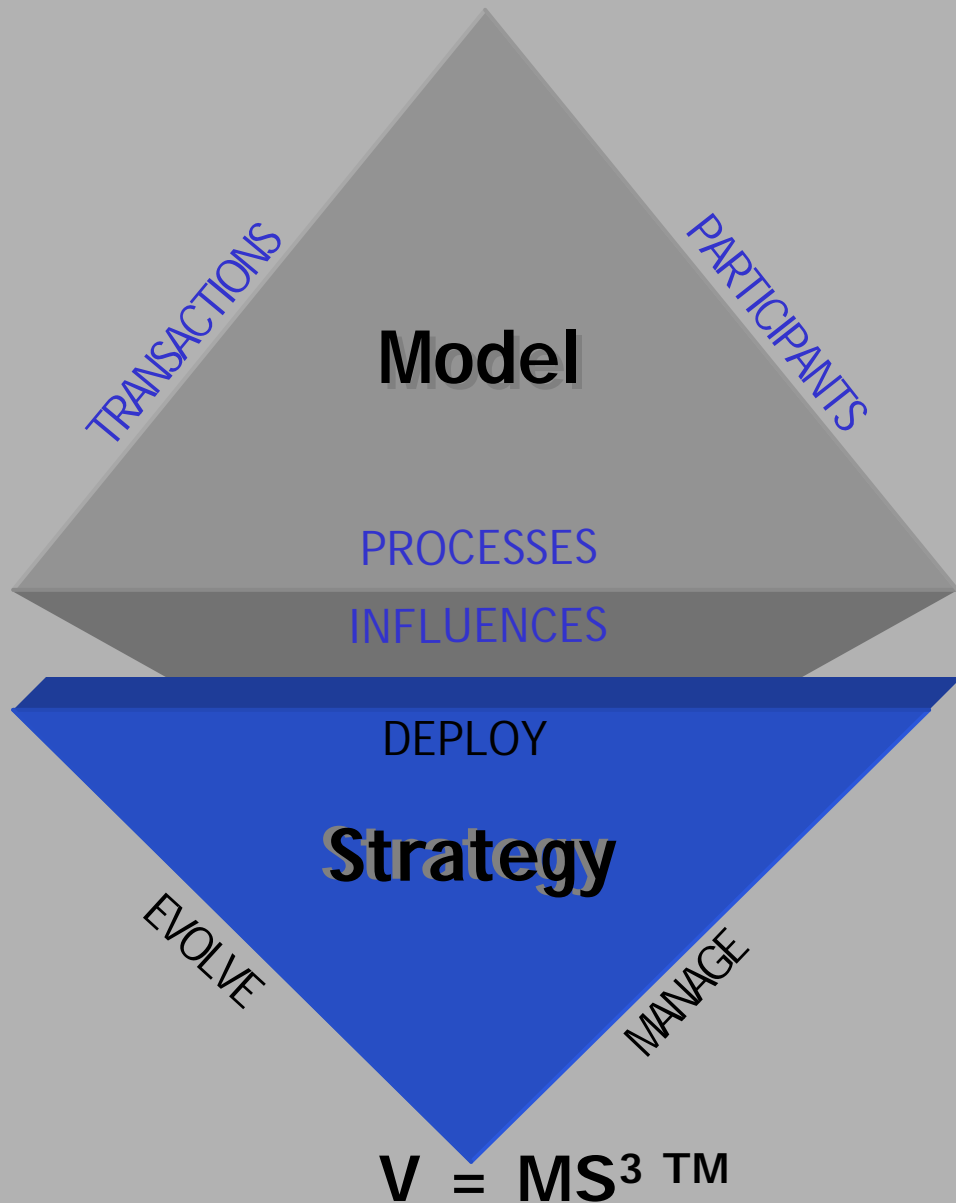 TRANSACTIONS
PARTICIPANTS
Model
PROCESSES
INFLUENCES
DEPLOY
Strategy
EVOLVE
MANAGE
V = MS³ ™